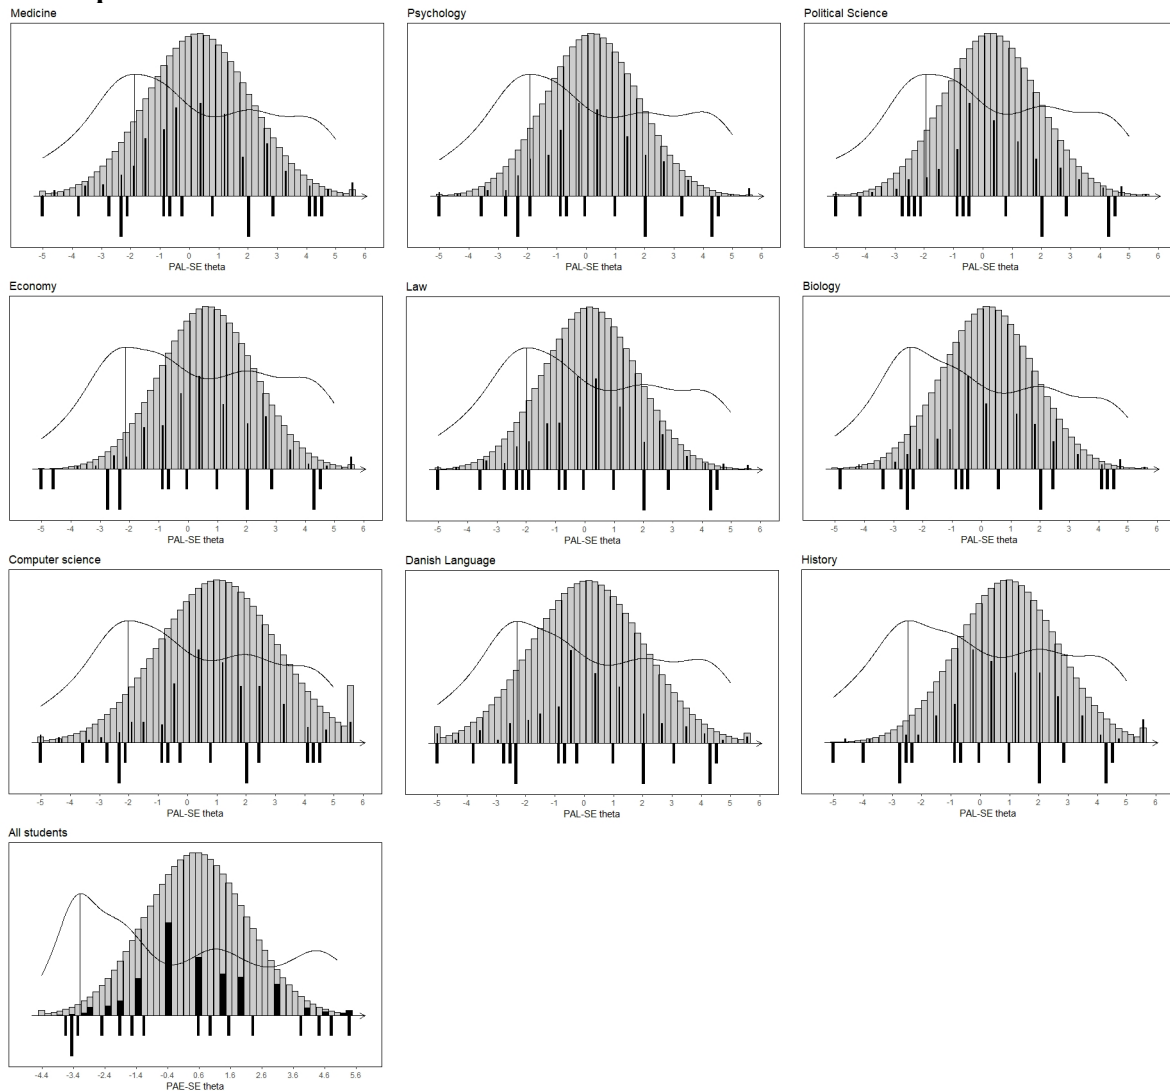 Medicine
Psychology
Political Science
-5 -4 -3 -2 -1 0 1 2 3 4 5 6
-5 -4 -3 -2 -1 0 1 2 3 4 5 6
-5 -4 -3 -2 -1 0 1 2 3 4 5 6
PAL-SE theta
PAL-SE theta
PAL-SE theta
Economy
Law
Biology
-5 -4 -3 -2 -1 0 1 2 3 4 5 6
-5 -4 -3 -2 -1 0 1 2 3 4 5 6
-5 -4 -3 -2 -1 0 1 2 3 4 5 6
PAL-SE theta
PAL-SE theta
PAL-SE theta
Computer science
Danish Language
History
-5 -4 -3 -2 -1 0 1 2 3 4 5 6
-5 -4 -3 -2 -1 0 1 2 3 4 5 6
-5 -4 -3 -2 -1 0 1 2 3 4 5 6
PAL-SE theta
PAL-SE theta
PAL-SE theta
All students
-4.4 -3.4 -2.4 -1.4 -0.4 0.6 1.6 2.6 3.6 4.6 5.6
PAE-SE theta